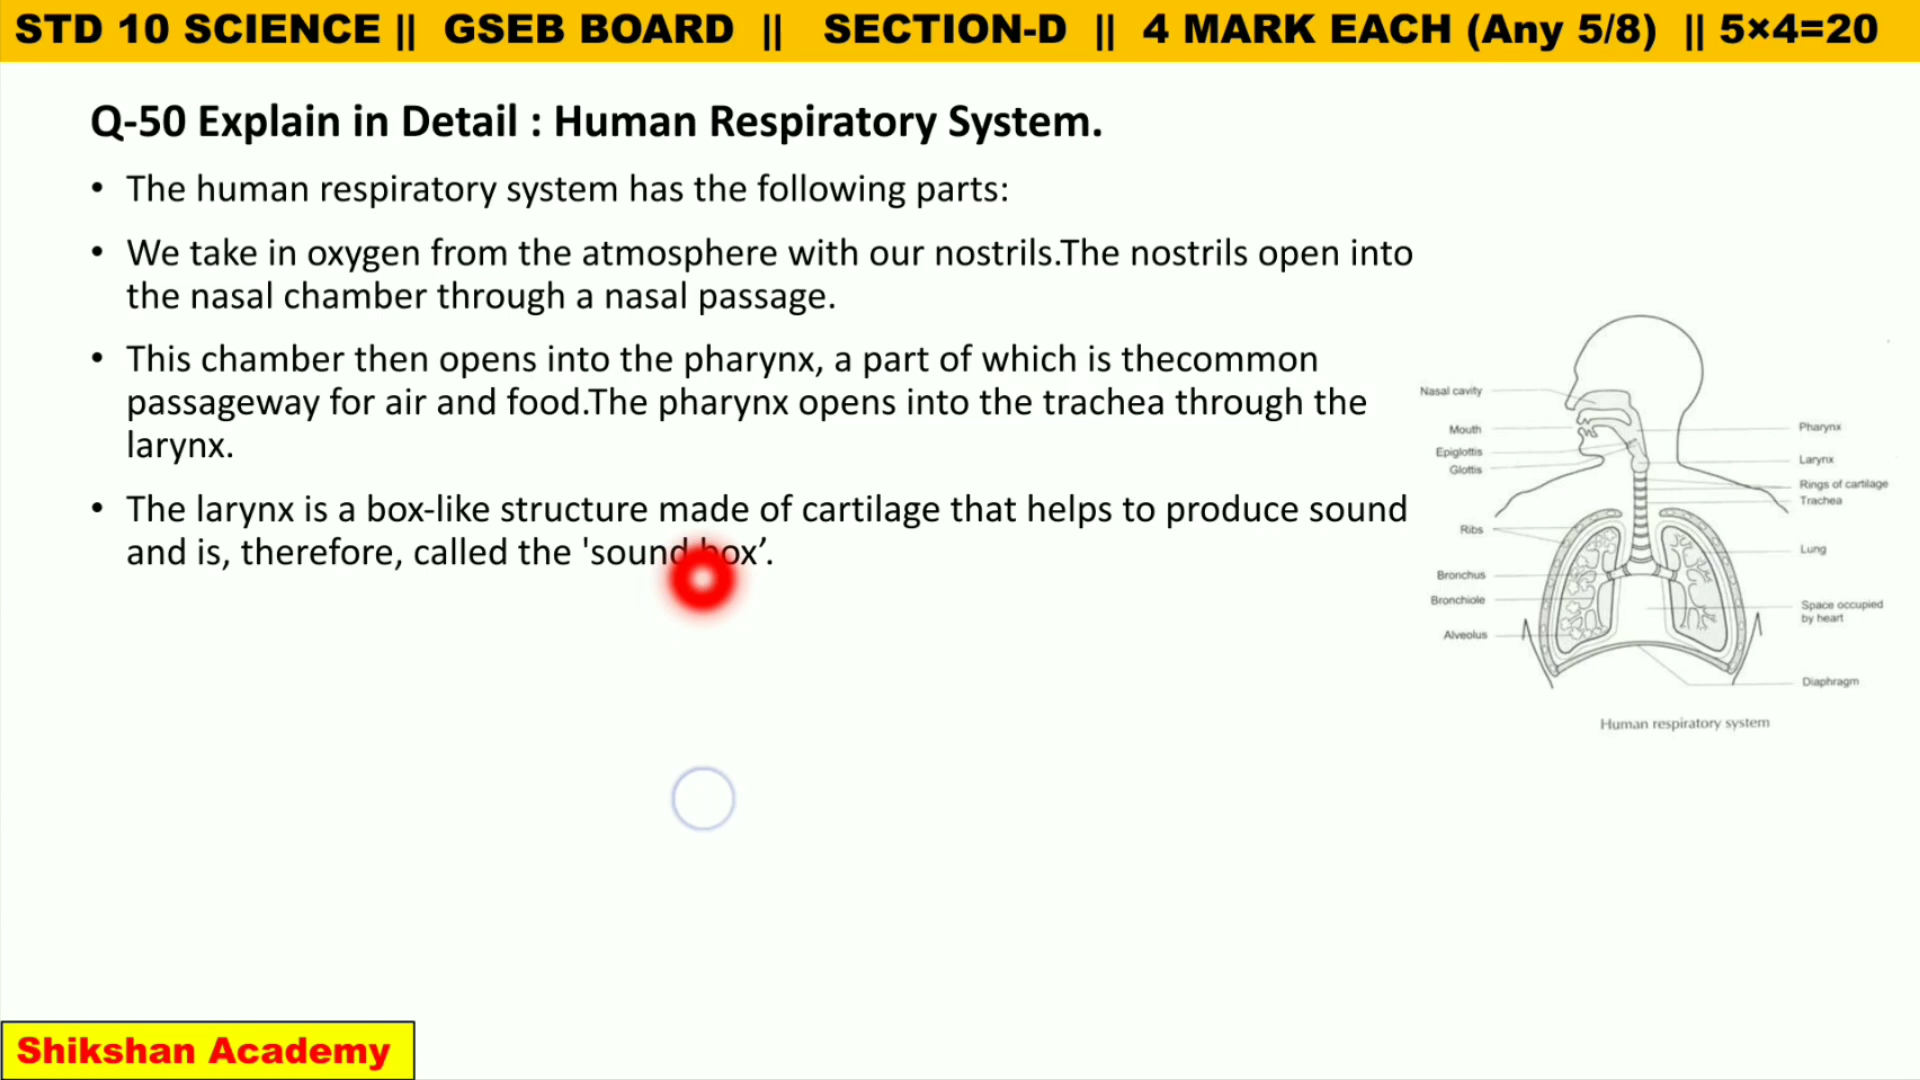 STD 10 SCIENCE || GSEB BOARD || SECTION-D || 4 MARK EACH (Any 5/8) || 5×4=20
Q-50 Explain in Detail : Human Respiratory System.
• The human respiratory system has the following parts:
• We take in oxygen from the atmosphere with our nostrils.The nostrils open into
the nasal chamber through a nasal passage.
• This chamber then opens into the pharynx, a part of which is thecommon
passageway for air and food.The pharynx opens into the trachea through the
larynx.
• The larynx is a box-like structure made of cartilage that helps to produce sound
and is, therefore, called the 'sound box’.
Nasal cavity
Mouth
Epiglottis
Glottis
Ribs
Bronchus
Bronchiole
Alveolus
Pharynx
Larynx
Rings of cartilage
Trachea
Lung
Space occupied
by heart
Diaphragm
Human respiratory system
Shikshan Academy